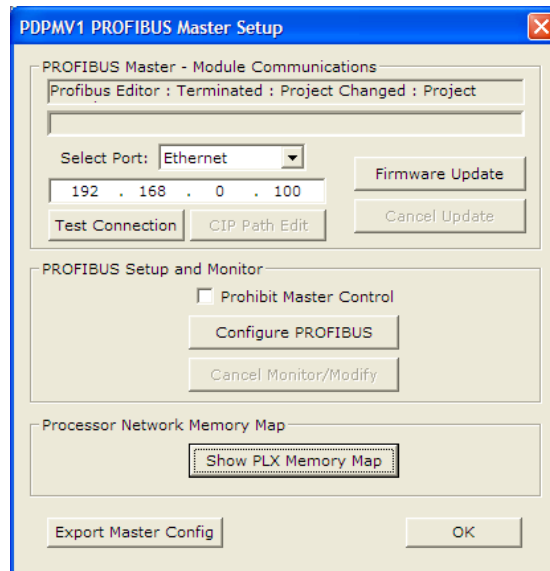 PDPMV1 PROFIBUS Master Setup
PROFIBUS Master - Module Communications
Profibus Editor : Terminated : Project Changed : Project
Select Port: Ethernet
Firmware Update
192 . 168 . 0 . 100
Test Connection CIP Path Edit Cancel Update
PROFIBUS Setup and Monitor
Prohibit Master Control
Configure PROFIBUS
Cancel Monitor/Modify
Processor Network Memory Map
Show PLX Memory Map
Export Master Config OK